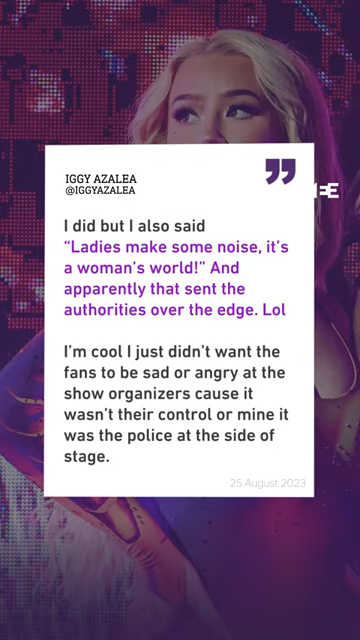 IGGY AZALEA
@IGGYAZALEA
I did but I also said
“Ladies make some noise, it’s
a woman’s world!” And
apparently that sent the
authorities over the edge. Lol
I’m cool I just didn’t want the
fans to be sad or angry at the
show organizers cause it
wasn’t their control or mine it
was the police at the side of
stage.
25 August 2023